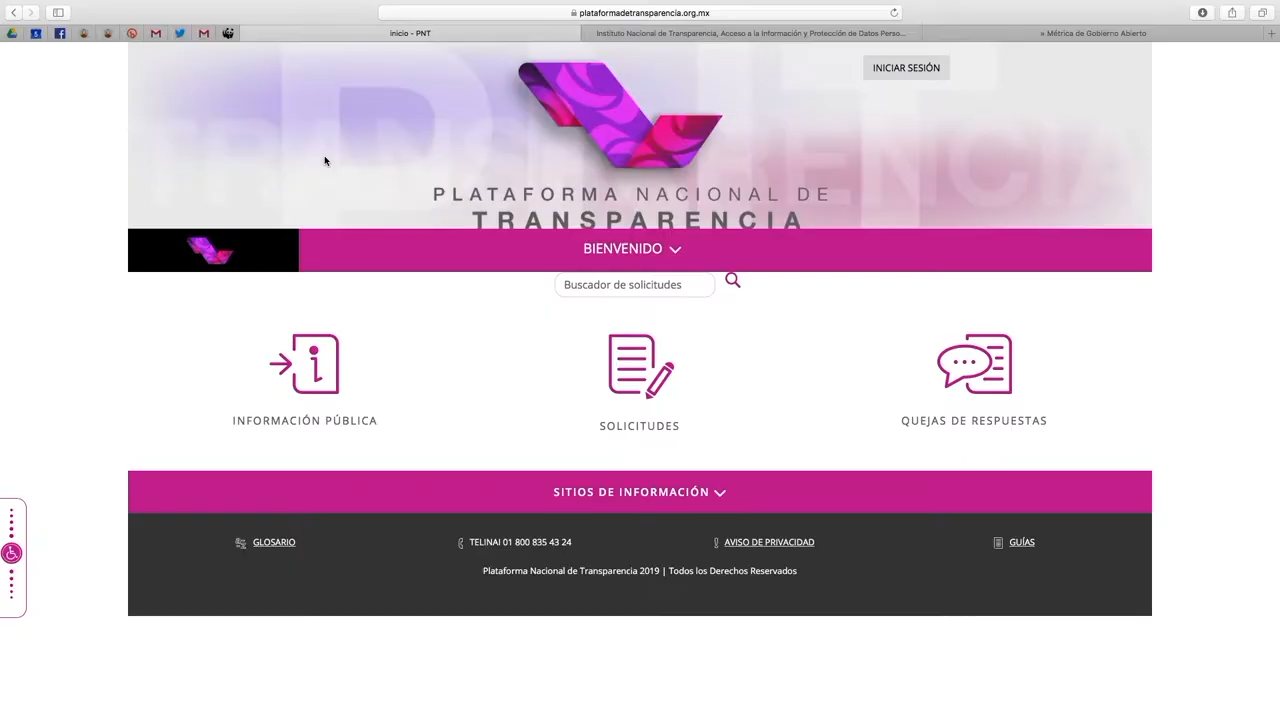 plataformadetransparencia.org.mx
inicio - PNT
Instituto Nacional de Transparencia, Acceso a la Información y Protección de Datos Perso...
» Métrica de Gobierno Abierto
INICIAR SESIÓN
PLATAFORMA NACIONAL DE
TRANSPARENCIA
BIENVENIDO
Buscador de solicitudes
INFORMACIÓN PÚBLICA
SOLICITUDES
QUEJAS DE RESPUESTAS
SITIOS DE INFORMACIÓN
GLOSARIO
TELINAI 01 800 835 43 24
AVISO DE PRIVACIDAD
GUÍAS
Plataforma Nacional de Transparencia 2019 | Todos los Derechos Reservados